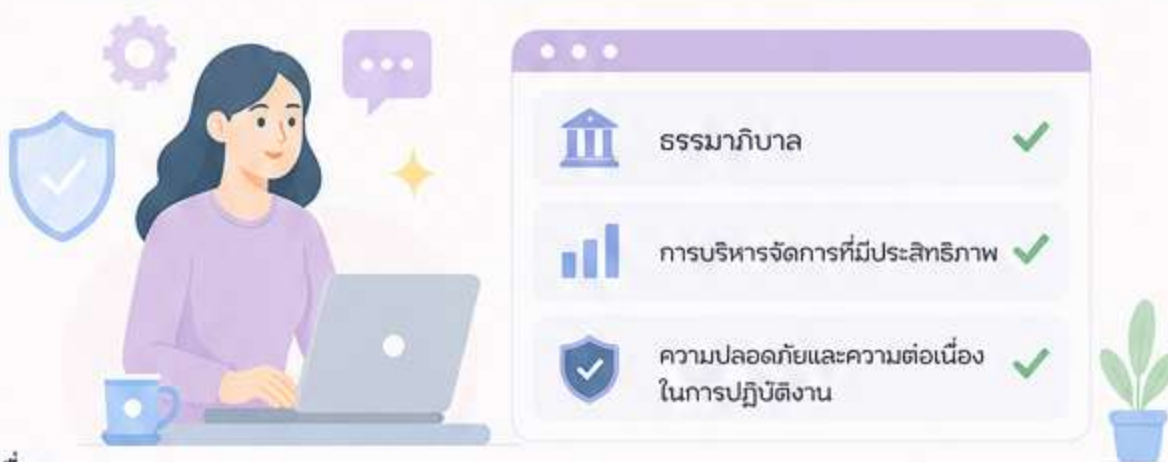 ธรรมาภิบาล
การบริหารจัดการที่มีประสิทธิภาพ
ความปลอดภัยและความต่อเนื่อง
ในการปฏิบัติงาน